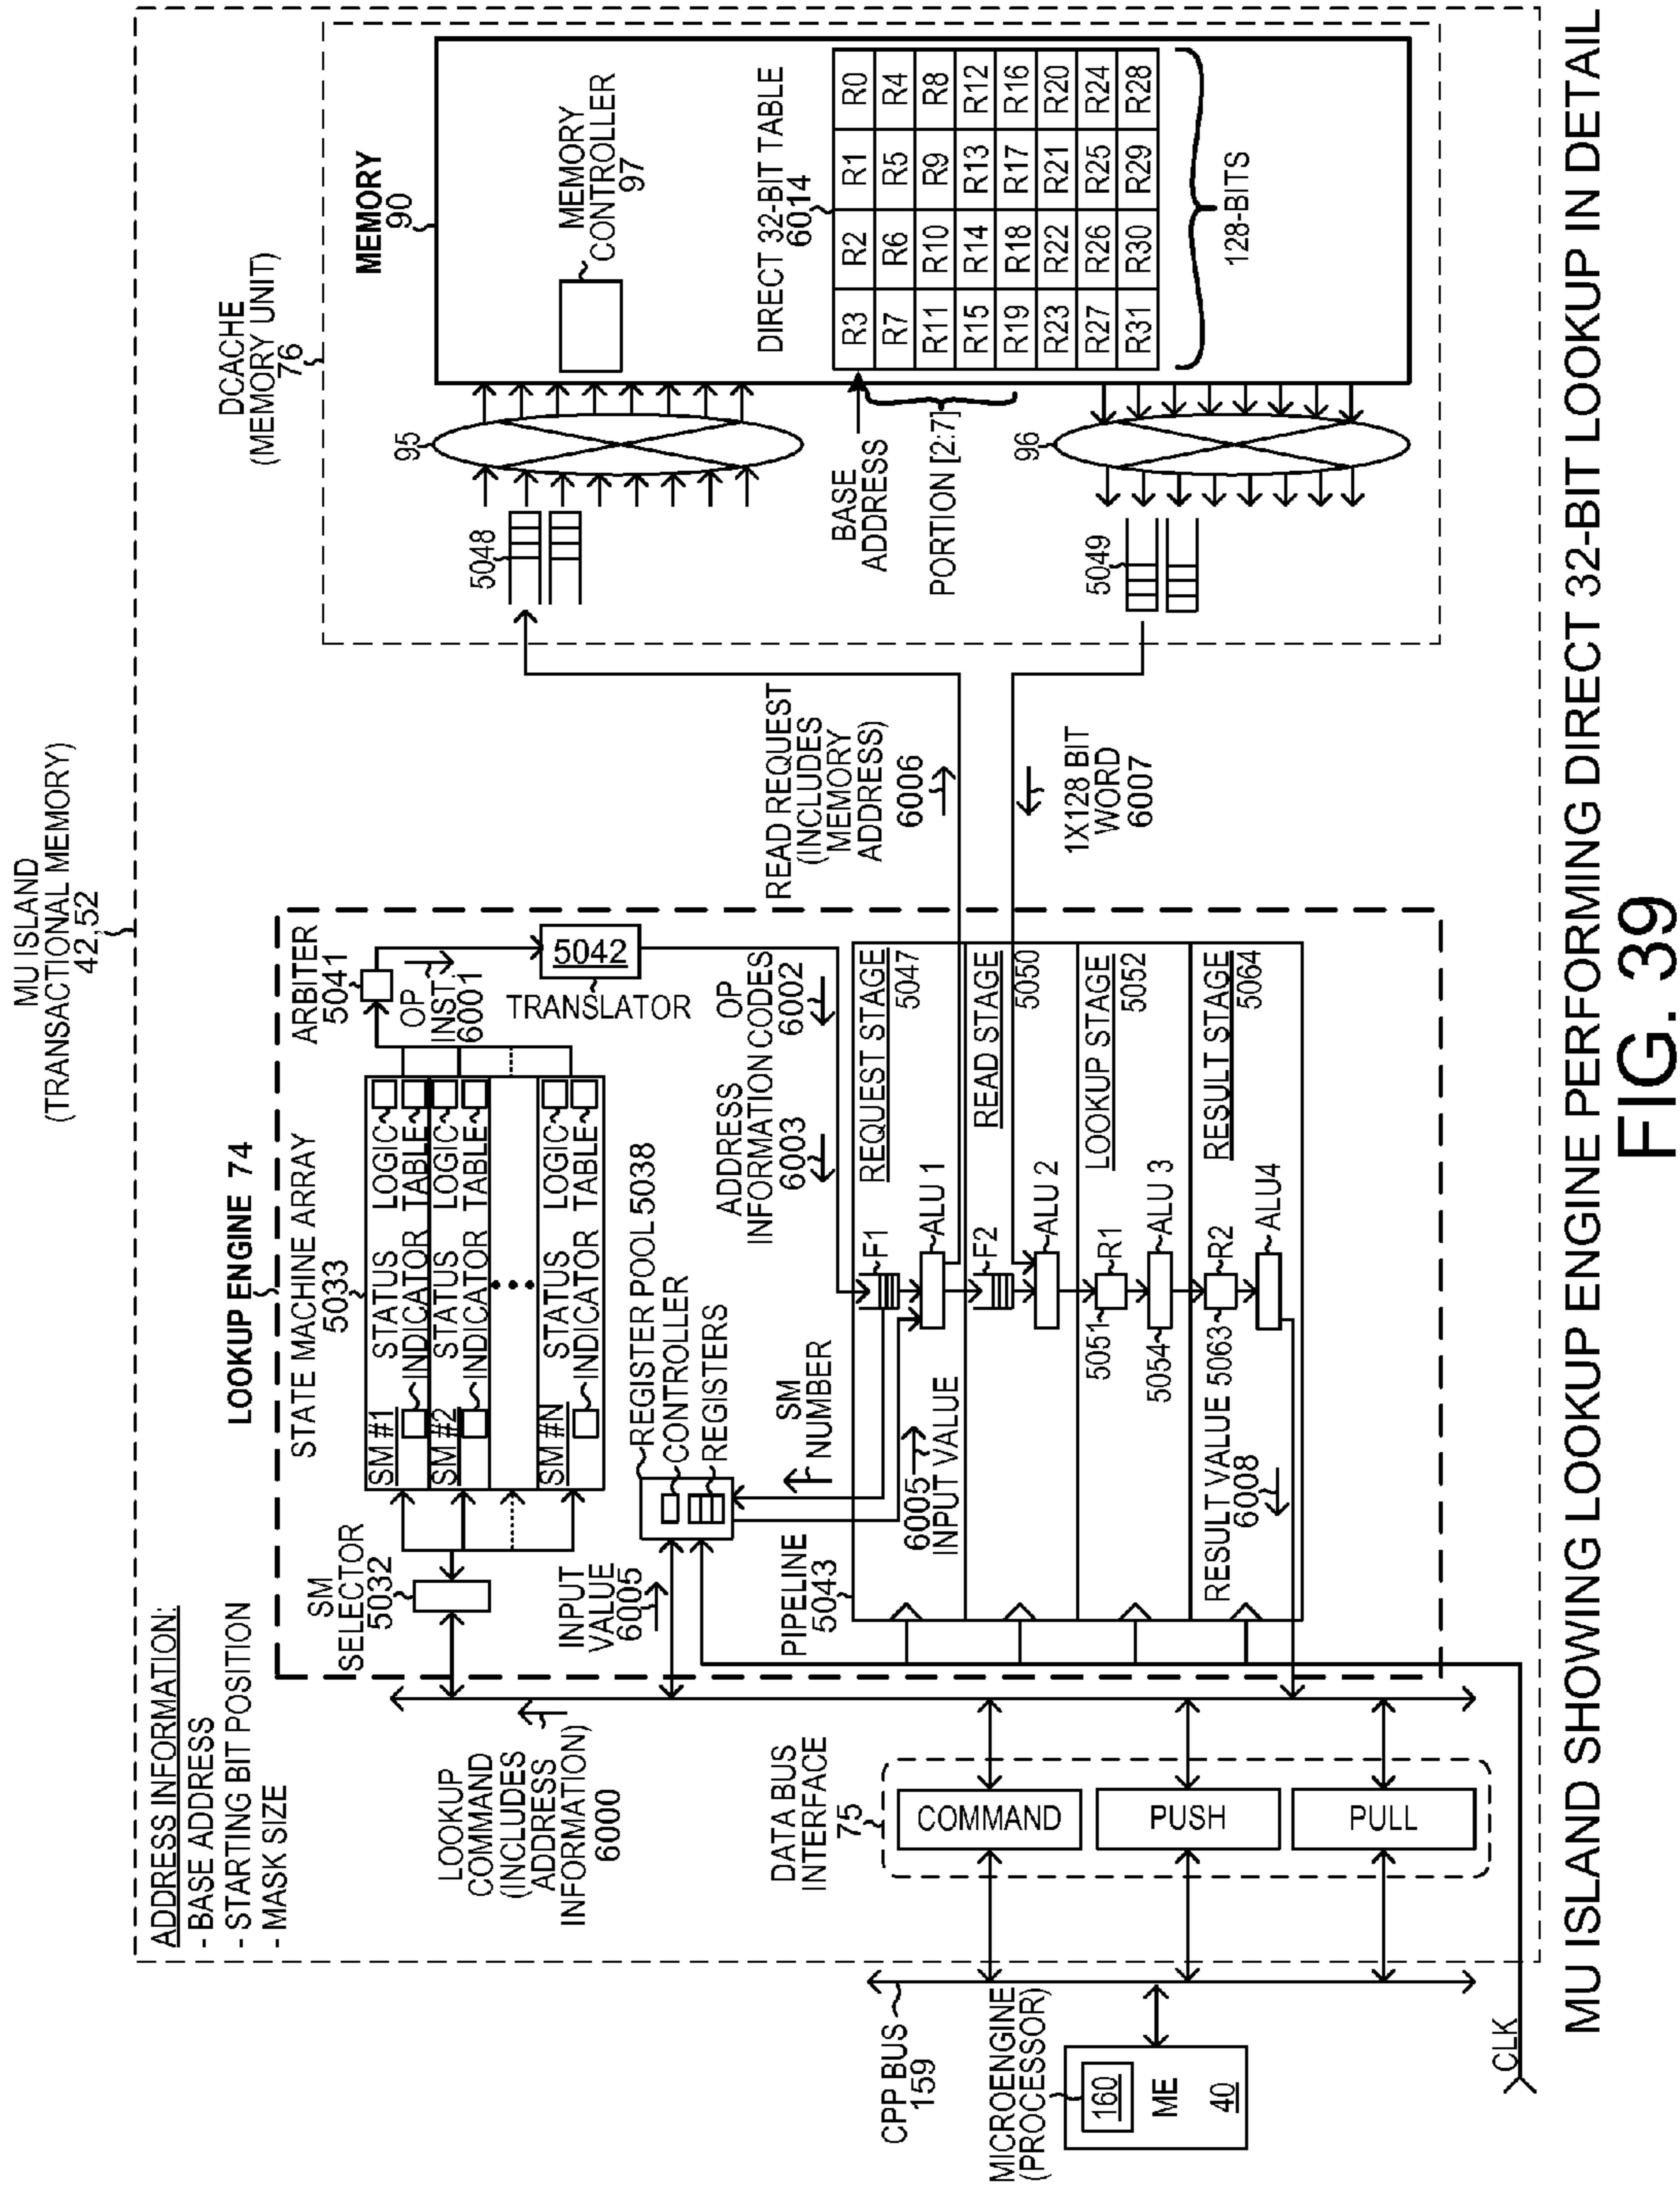 MU ISLAND
(TRANSACTIONAL MEMORY)
42,52
ADDRESS INFORMATION:
- BASE ADDRESS
- STARTING BIT POSITION
- MASK SIZE
LOOKUP ENGINE 74
SM
SELECTOR
5032
STATE MACHINE ARRAY
5033
SM #1
STATUS
INDICATOR
LOGIC
TABLE
SM #2
STATUS
INDICATOR
LOGIC
TABLE
SM #N
STATUS
INDICATOR
LOGIC
TABLE
ARBITER
5041
OP
INST.
6001
5042
TRANSLATOR
LOOKUP
COMMAND
(INCLUDES
ADDRESS
INFORMATION)
6000
INPUT
VALUE
6005
REGISTER POOL 5038
CONTROLLER
REGISTERS
SM
NUMBER
ADDRESS
INFORMATION
6003
OP
CODES
6002
PIPELINE
5043
REQUEST STAGE
5047
F1
ALU 1
6005
INPUT VALUE
READ STAGE
5050
F2
ALU 2
LOOKUP STAGE
5052
5051
R1
5054
ALU 3
RESULT STAGE
5064
RESULT VALUE
6008
5063
R2
ALU4
READ REQUEST
(INCLUDES
MEMORY
ADDRESS)
6006
1X128 BIT
WORD
6007
DCACHE
(MEMORY UNIT)
76
MEMORY
90
MEMORY
CONTROLLER
97
95
5048
BASE
ADDRESS
PORTION [2:7]
DIRECT 32-BIT TABLE
6014
R3 R2 R1 R0
R7 R6 R5 R4
R11 R10 R9 R8
R15 R14 R13 R12
R19 R18 R17 R16
R23 R22 R21 R20
R27 R26 R25 R24
R31 R30 R29 R28
128-BITS
96
5049
DATA BUS
INTERFACE
75
COMMAND
PUSH
PULL
CPP BUS
159
MICROENGINE
(PROCESSOR)
160
ME
40
CLK
MU ISLAND SHOWING LOOKUP ENGINE PERFORMING DIRECT 32-BIT LOOKUP IN DETAIL
FIG. 39